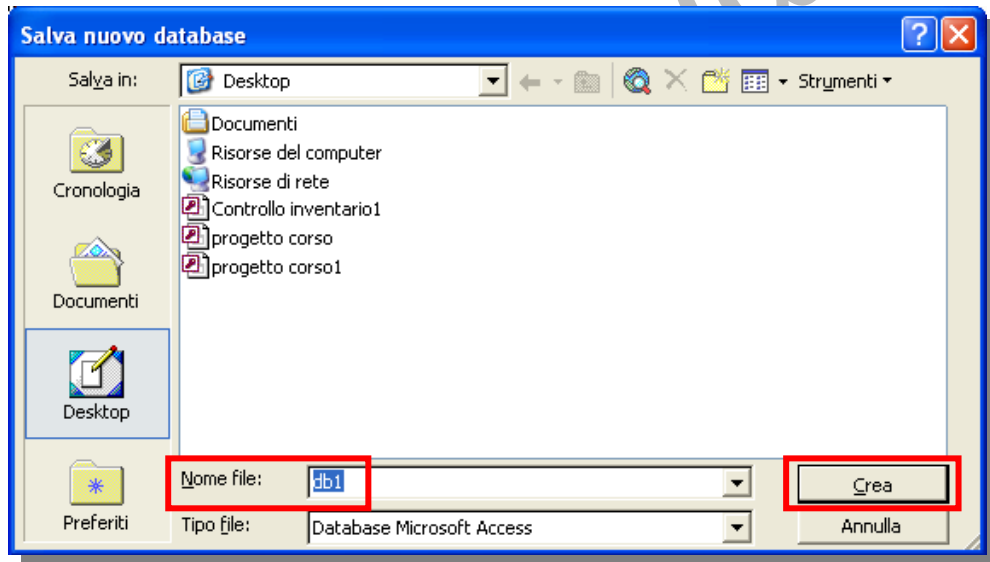 Salva nuovo database
Salva in:
Desktop
Strumenti
Cronologia
Documenti
Desktop
Preferiti
Documenti
Risorse del computer
Risorse di rete
Controllo inventario1
progetto corso
progetto corso1
Nome file:
db1
Crea
Tipo file:
Database Microsoft Access
Annulla